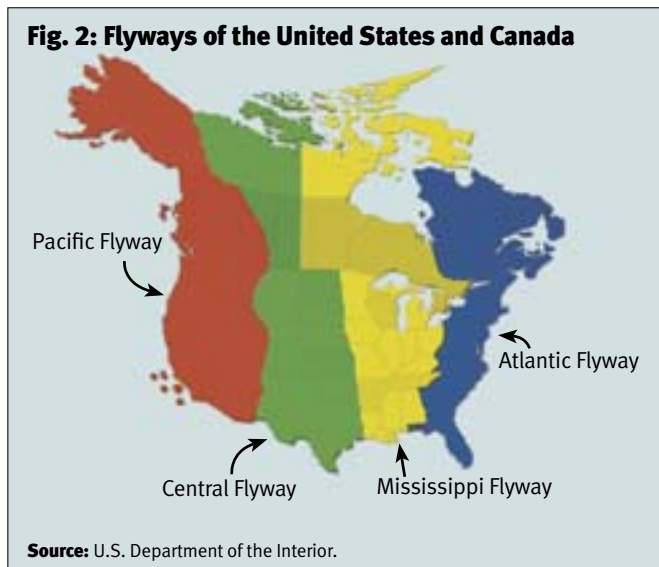 Fig. 2: Flyways of the United States and Canada
Pacific Flyway
Atlantic Flyway
Central Flyway
Mississippi Flyway
Source: U.S. Department of the Interior.